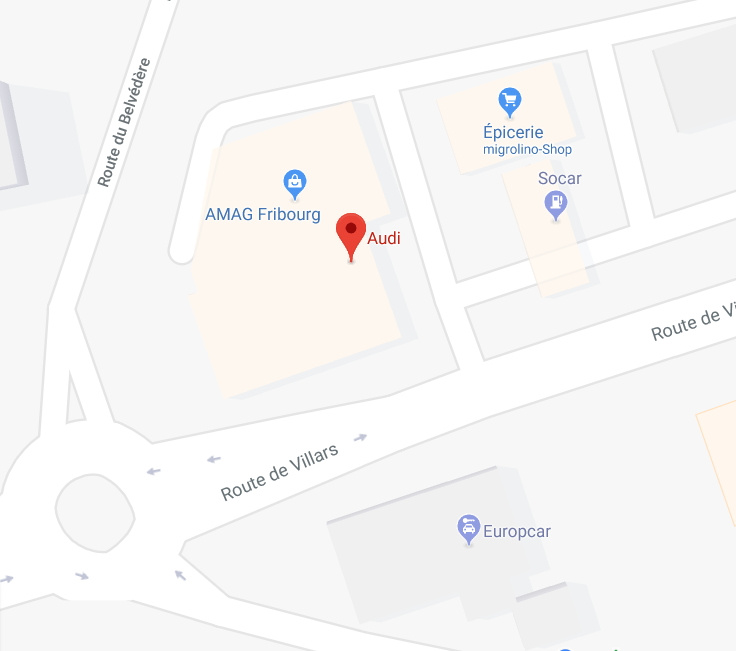 Route du Belvédère
Épicerie
migrolino-Shop
Socar
AMAG Fribourg
Audi
Route de Vi
Route de Villars
Europcar